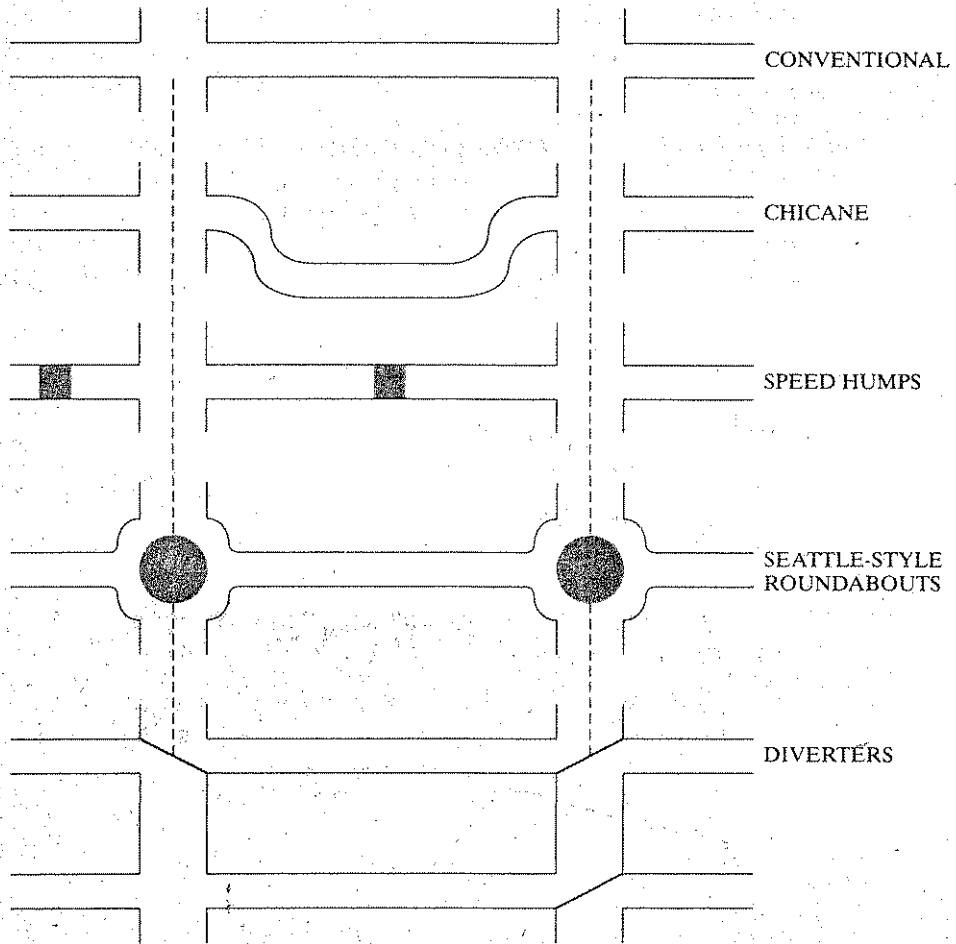 CONVENTIONAL
CHICANE
SPEED HUMPS
SEATTLE-STYLE
ROUNDABOUTS
DIVERTERS